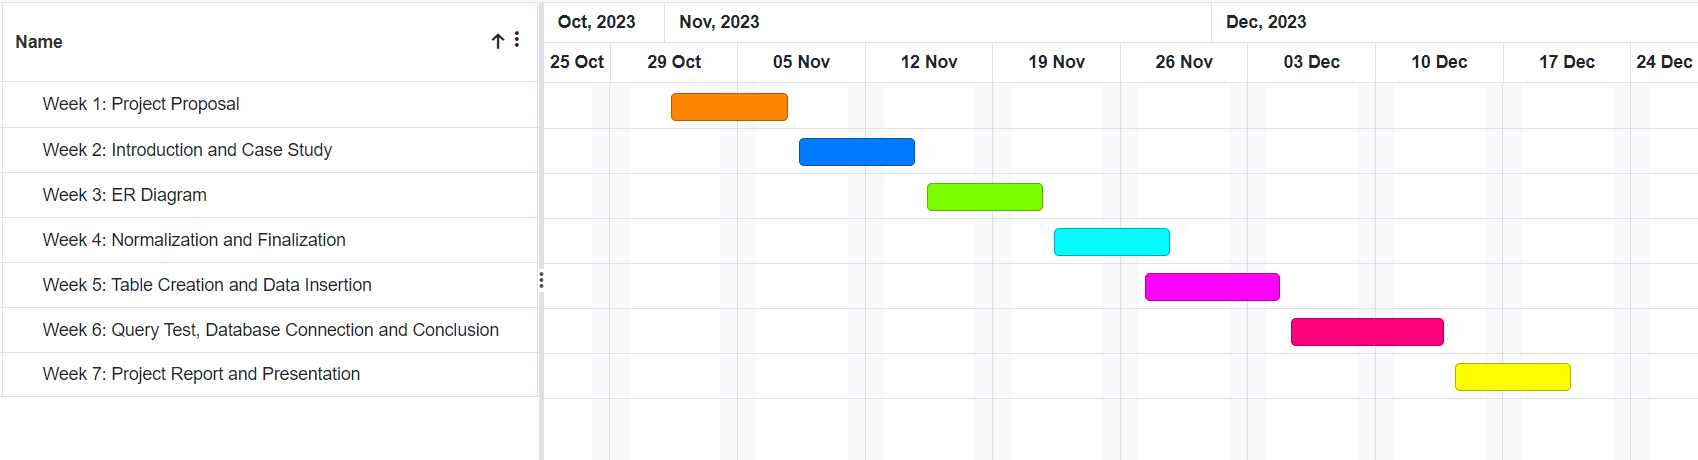 Oct, 2023 Nov, 2023 Dec, 2023
Name
25 Oct 29 Oct 05 Nov 12 Nov 19 Nov 26 Nov 03 Dec 10 Dec 17 Dec 24 Dec
Week 1: Project Proposal
Week 2: Introduction and Case Study
Week 3: ER Diagram
Week 4: Normalization and Finalization
Week 5: Table Creation and Data Insertion
Week 6: Query Test, Database Connection and Conclusion
Week 7: Project Report and Presentation